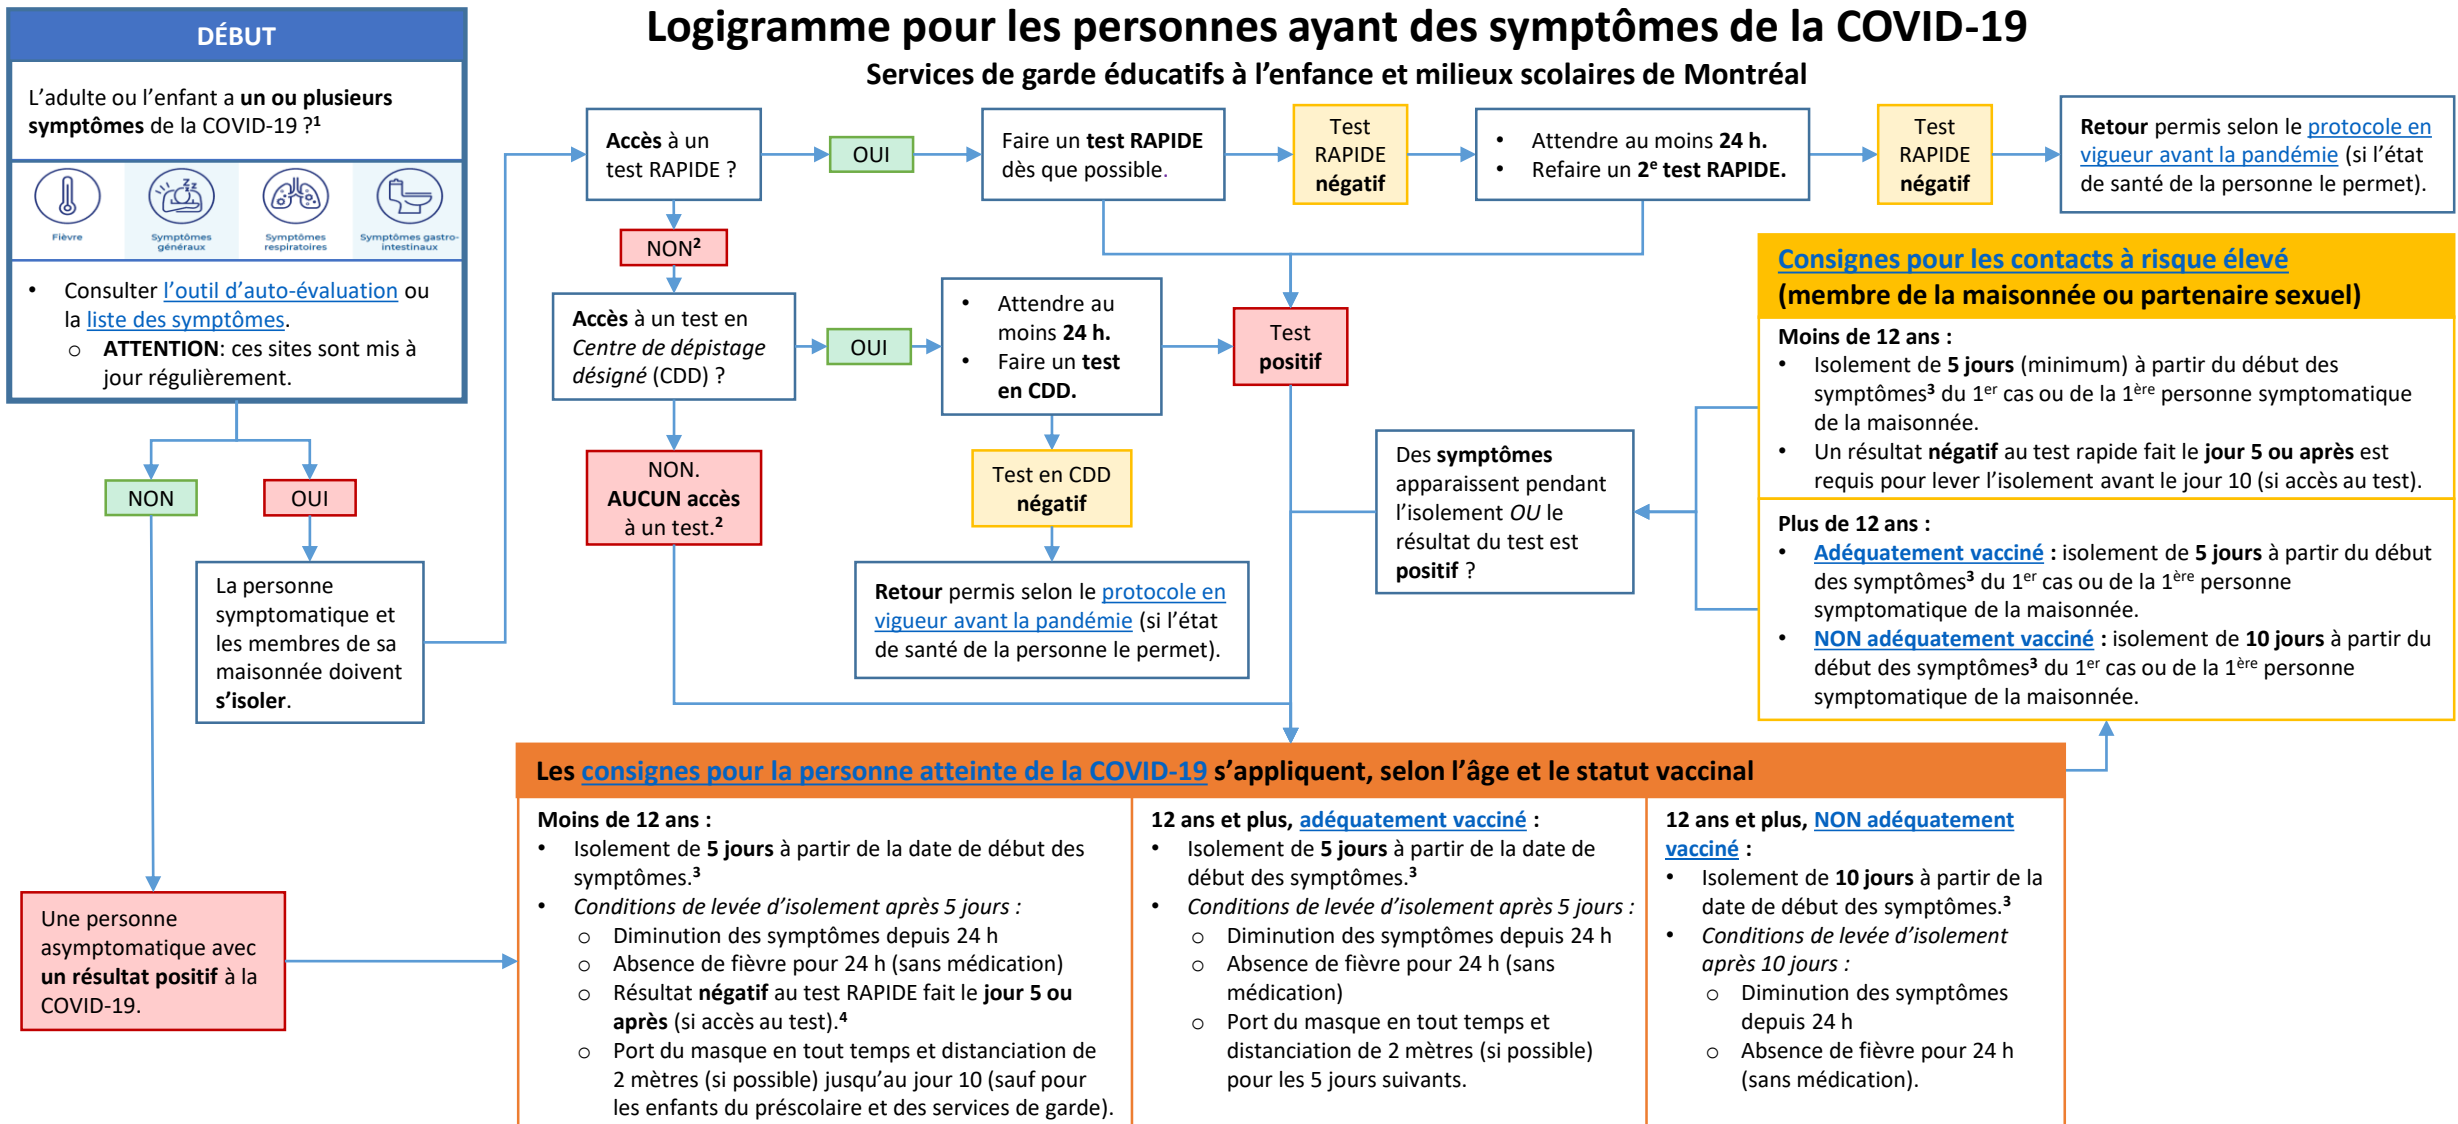 Logigramme pour les personnes ayant des symptômes de la COVID-19
Services de garde éducatifs à l'enfance et milieux scolaires de Montréal
DÉBUT
L'adulte ou l'enfant a un ou plusieurs
symptômes de la COVID-19 ?¹
Fièvre
Symptômes
généraux
Symptômes
respiratoires
Symptômes gastro-
intestinaux
• Consulter l'outil d'auto-évaluation ou
la liste des symptômes.
o ATTENTION: ces sites sont mis à
jour régulièrement.
NON
OUI
La personne
symptomatique et
les membres de sa
maisonnée doivent
s'isoler.
Une personne
asymptomatique avec
un résultat positif à la
COVID-19.
Accès à un
test RAPIDE ?
OUI
Faire un test RAPIDE
dès que possible.
Test
RAPIDE
négatif
• Attendre au moins 24 h.
• Refaire un 2e test RAPIDE.
Test
RAPIDE
négatif
Retour permis selon le protocole en
vigueur avant la pandémie (si l'état
de santé de la personne le permet).
NON²
Accès à un test en
Centre de dépistage
désigné (CDD) ?
OUI
• Attendre au
moins 24 h.
• Faire un test
en CDD.
Test
positif
NON.
AUCUN accès
à un test.²
Test en CDD
négatif
Retour permis selon le protocole en
vigueur avant la pandémie (si l'état
de santé de la personne le permet).
Des symptômes
apparaissent pendant
l'isolement OU le
résultat du test est
positif ?
Consignes pour les contacts à risque élevé
(membre de la maisonnée ou partenaire sexuel)
Moins de 12 ans :
• Isolement de 5 jours (minimum) à partir du début des
symptômes³ du 1er cas ou de la 1ère personne symptomatique
de la maisonnée.
• Un résultat négatif au test rapide fait le jour 5 ou après est
requis pour lever l'isolement avant le jour 10 (si accès au test).
Plus de 12 ans :
• Adéquatement vacciné : isolement de 5 jours à partir du début
des symptômes³ du 1er cas ou de la 1ère personne
symptomatique de la maisonnée.
• NON adéquatement vacciné : isolement de 10 jours à partir du
début des symptômes³ du 1er cas ou de la 1ère personne
symptomatique de la maisonnée.
Les consignes pour la personne atteinte de la COVID-19 s'appliquent, selon l'âge et le statut vaccinal
Moins de 12 ans :
• Isolement de 5 jours à partir de la date de début des
symptômes.³
• Conditions de levée d'isolement après 5 jours :
o Diminution des symptômes depuis 24 h
o Absence de fièvre pour 24 h (sans médication)
o Résultat négatif au test RAPIDE fait le jour 5 ou
après (si accès au test).⁴
o Port du masque en tout temps et distanciation de
2 mètres (si possible) jusqu'au jour 10 (sauf pour
les enfants du préscolaire et des services de garde).
12 ans et plus, adéquatement vacciné :
• Isolement de 5 jours à partir de la date de
début des symptômes.³
• Conditions de levée d'isolement après 5 jours :
o Diminution des symptômes depuis 24 h
o Absence de fièvre pour 24 h (sans
médication)
o Port du masque en tout temps et
distanciation de 2 mètres (si possible)
pour les 5 jours suivants.
12 ans et plus, NON adéquatement
vacciné :
• Isolement de 10 jours à partir de la
date de début des symptômes.³
• Conditions de levée d'isolement
après 10 jours :
o Diminution des symptômes
depuis 24 h
o Absence de fièvre pour 24 h
(sans médication).